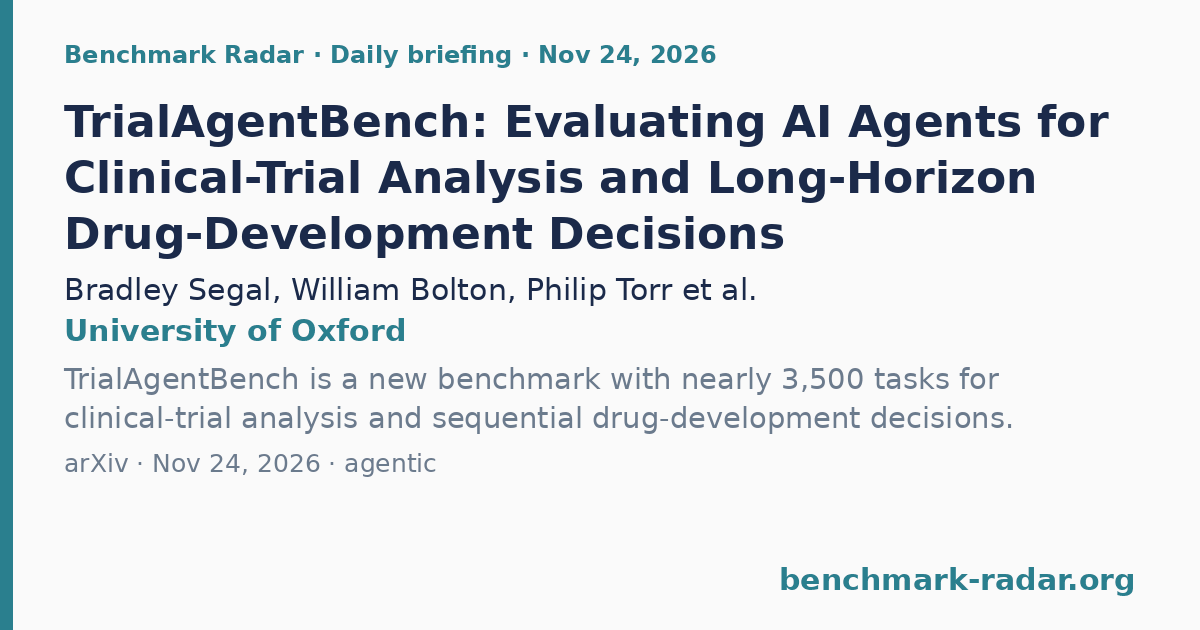 Benchmark Radar · Daily briefing · Nov 24, 2026
TrialAgentBench: Evaluating AI Agents for
Clinical-Trial Analysis and Long-Horizon
Drug-Development Decisions
Bradley Segal, William Bolton, Philip Torr et al.
University of Oxford
TrialAgentBench is a new benchmark with nearly 3,500 tasks for
clinical-trial analysis and sequential drug-development decisions.
arXiv · Nov 24, 2026 · agentic
benchmark-radar.org